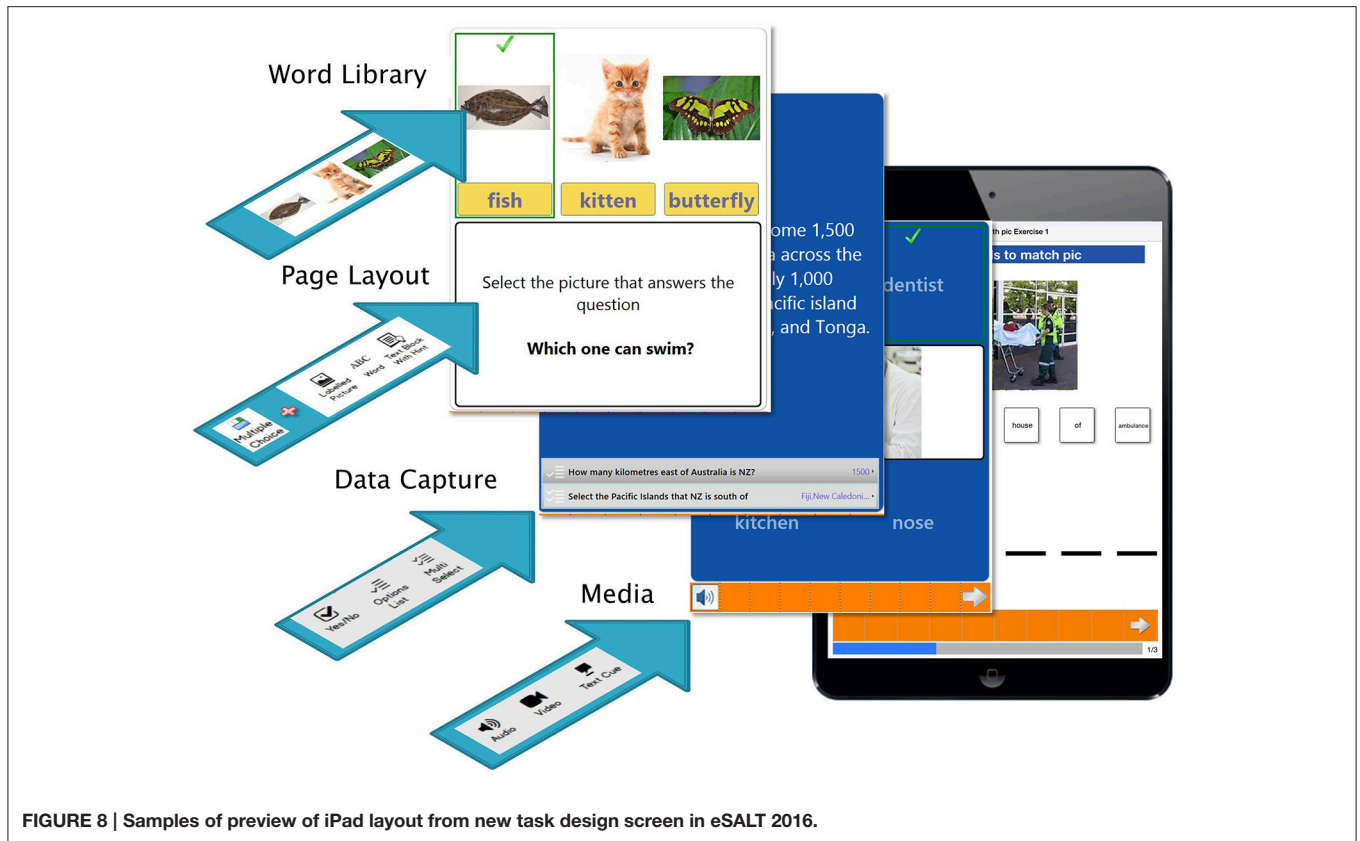 Word Library
fish
kitten
butterfly
Select the picture that answers the
question
Which one can swim?
Page Layout
Multiple
Choice
Labelled
Picture
ABC
Word
Text Block
With Hint
ome 1,500
a across the
ly 1,000
acific island
, and Tonga.
How many kilometres east of Australia is NZ?
1500
Select the Pacific Islands that NZ is south of
Fiji,New Caledoni...
Data Capture
Yes/No
Options
List
Multi
Select
dentist
kitchen
nose
Media
Audio
Video
Text Cue
th pic Exercise 1
s to match pic
house
of
ambulance
1/3
FIGURE 8 | Samples of preview of iPad layout from new task design screen in eSALT 2016.